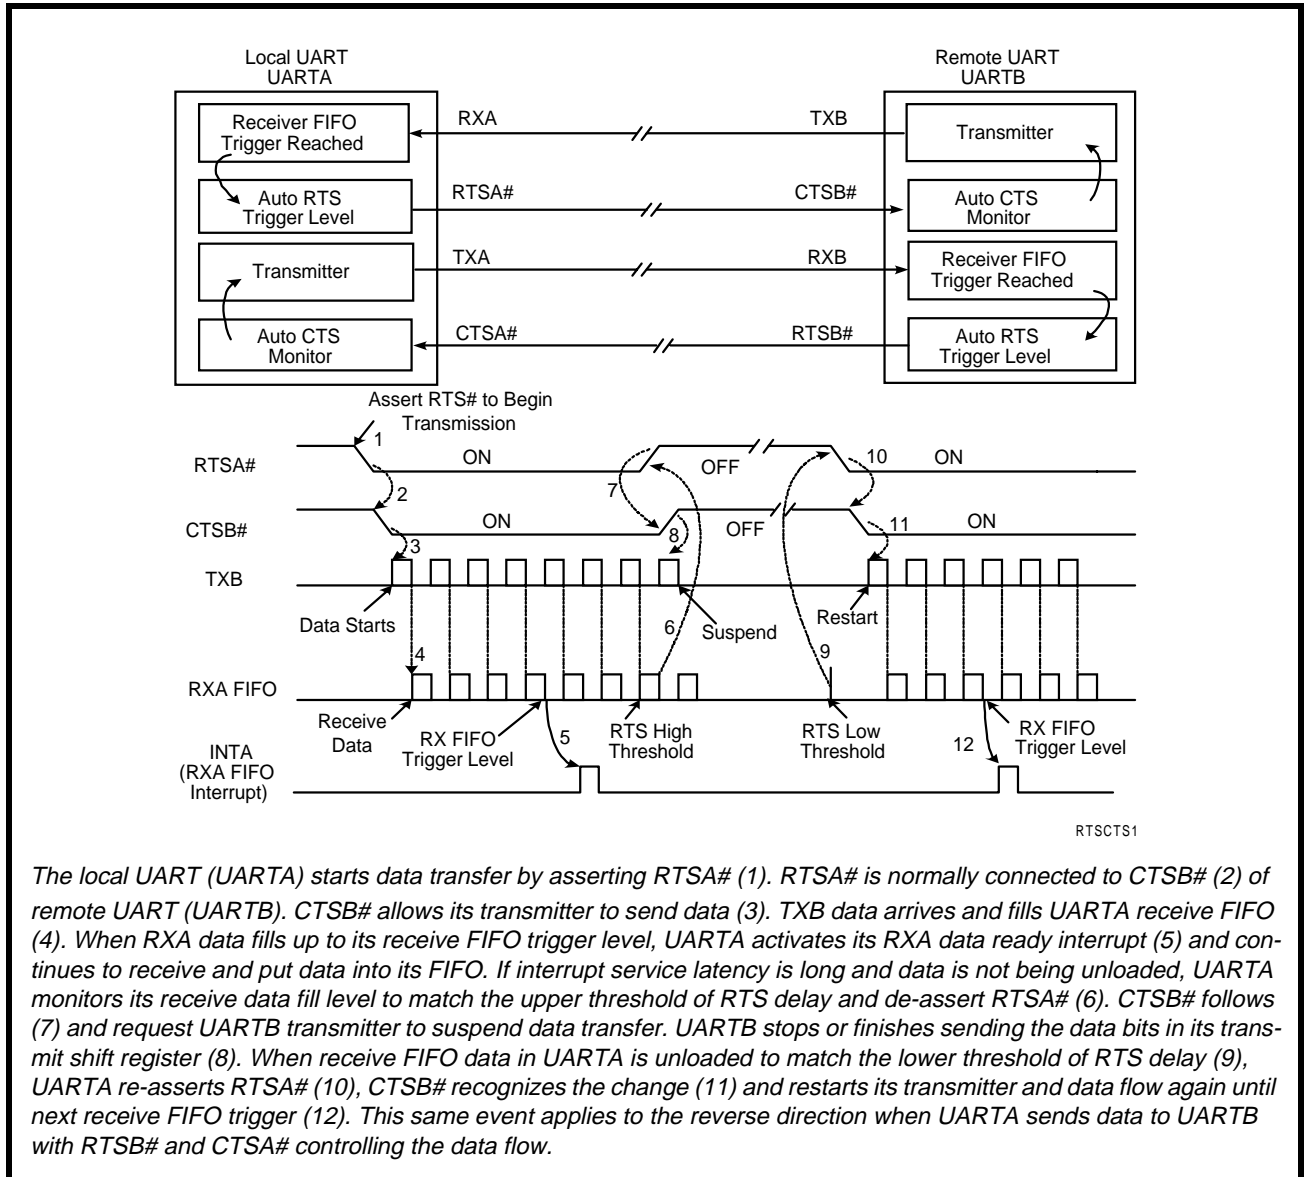 Local UART
UARTA
Remote UART
UARTB
Receiver FIFO
Trigger Reached
RXA
TXB
Transmitter
Auto RTS
Trigger Level
RTSA#
CTSB#
Auto CTS
Monitor
Transmitter
TXA
RXB
Receiver FIFO
Trigger Reached
Auto CTS
Monitor
CTSA#
RTSB#
Auto RTS
Trigger Level
Assert RTS# to Begin
Transmission
1
RTSA#
ON
OFF
10
ON
2
7
CTSB#
ON
8
OFF
11
ON
3
TXB
Data Starts
6
Suspend
Restart
4
9
RXA FIFO
Receive
Data
RX FIFO
Trigger Level
5
RTS High
Threshold
RTS Low
Threshold
12
RX FIFO
Trigger Level
INTA
(RXA FIFO
Interrupt)
RTSCTS1
The local UART (UARTA) starts data transfer by asserting RTSA# (1). RTSA# is normally connected to CTSB# (2) of
remote UART (UARTB). CTSB# allows its transmitter to send data (3). TXB data arrives and fills UARTA receive FIFO
(4). When RXA data fills up to its receive FIFO trigger level, UARTA activates its RXA data ready interrupt (5) and con-
tinues to receive and put data into its FIFO. If interrupt service latency is long and data is not being unloaded, UARTA
monitors its receive data fill level to match the upper threshold of RTS delay and de-assert RTSA# (6). CTSB# follows
(7) and request UARTB transmitter to suspend data transfer. UARTB stops or finishes sending the data bits in its trans-
mit shift register (8). When receive FIFO data in UARTA is unloaded to match the lower threshold of RTS delay (9),
UARTA re-asserts RTSA# (10), CTSB# recognizes the change (11) and restarts its transmitter and data flow again until
next receive FIFO trigger (12). This same event applies to the reverse direction when UARTA sends data to UARTB
with RTSB# and CTSA# controlling the data flow.